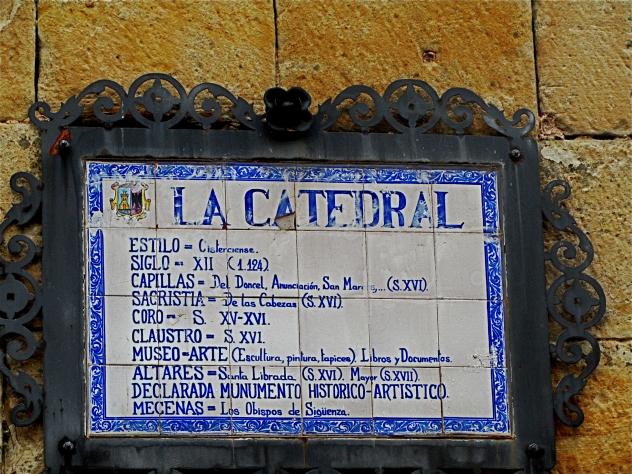 LA CATEDRAL
ESTILO = Cisterciense.
SIGLO = XII (1.124)
CAPILLAS = Del Doncel, Anunciación, San Marcos,... (S.XVI).
SACRISTIA = De las Cabezas (S.XVI).
CORO = S. XV-XVI.
CLAUSTRO = S. XVI.
MUSEO = ARTE (Escultura, pintura, tapices). Libros y Documentos.
ALTARES = Santa Librada (S.XVI). Mayor (S.XVII).
DECLARADA MUNUMENTO HISTORICO-ARTISTICO.
MECENAS = Los Obispos de Sigüenza.